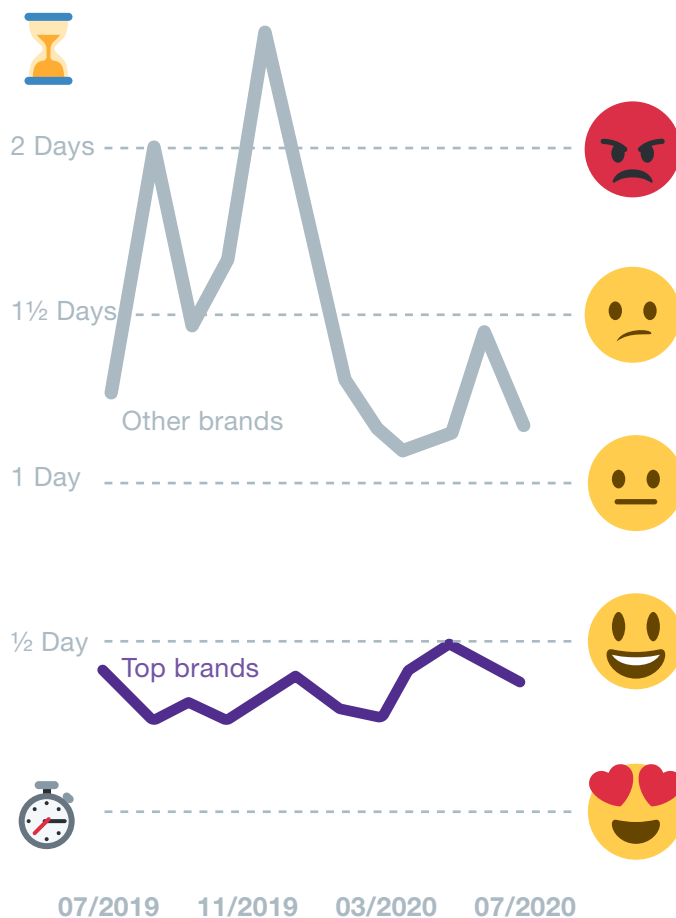 2 Days
1½ Days
Other brands
1 Day
½ Day
Top brands
07/2019 11/2019 03/2020 07/2020